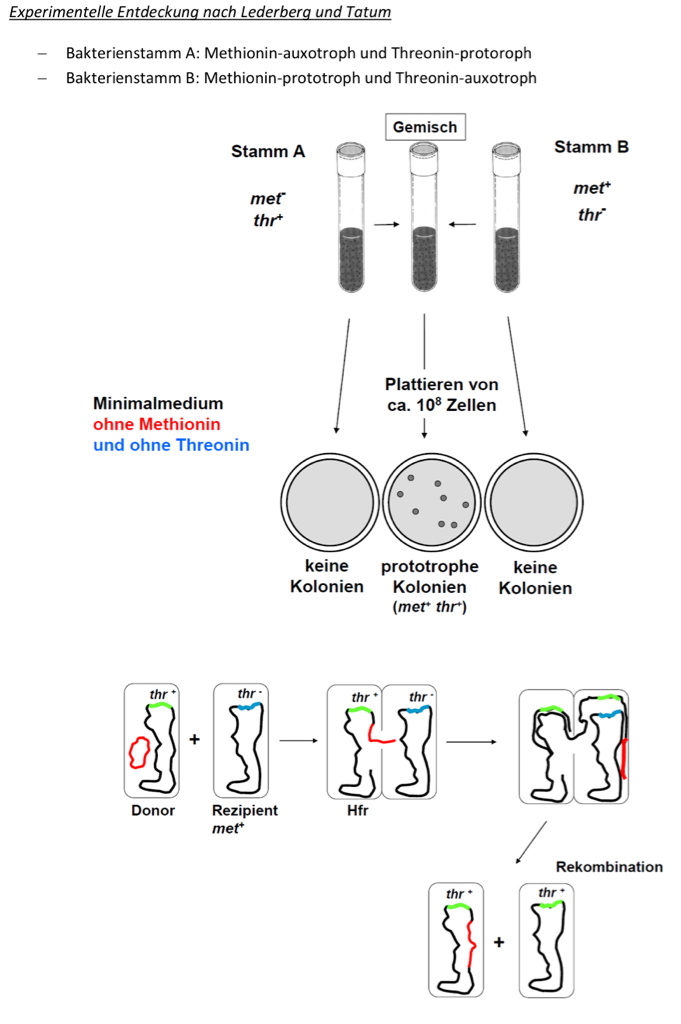 Experimentelle Entdeckung nach Lederberg und Tatum
– Bakterienstamm A: Methionin-auxotroph und Threonin-protoroph
– Bakterienstamm B: Methionin-prototroph und Threonin-auxotroph
Gemisch
Stamm A
Stamm B
met⁻
thr⁺
met⁺
thr⁻
Plattieren von
ca. 10⁸ Zellen
Minimalmedium
ohne Methionin
und ohne Threonin
keine
Kolonien
prototrophe
Kolonien
(met⁺ thr⁺)
keine
Kolonien
thr +
thr -
thr +
thr -
+
Donor
Rezipient
met⁺
Hfr
Rekombination
thr +
thr +
+